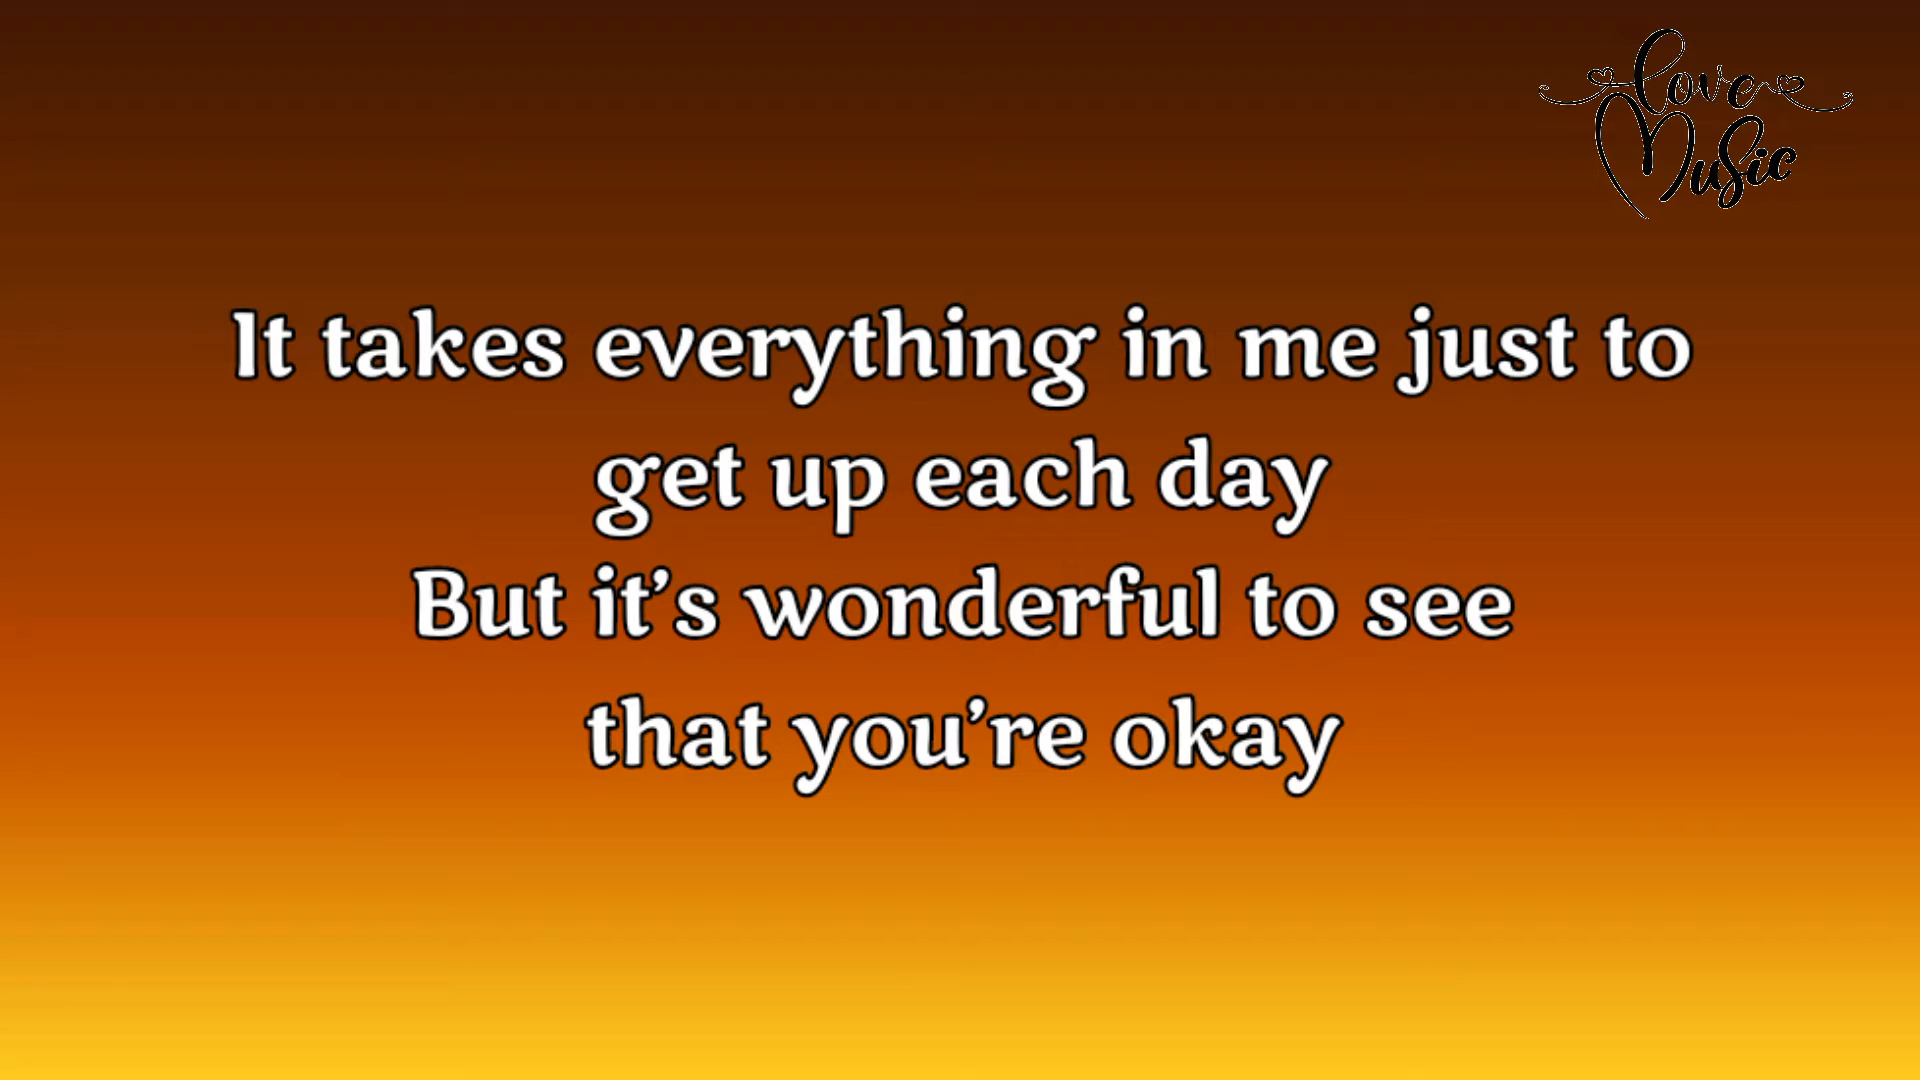 love
Music
It takes everything in me just to
get up each day
But it’s wonderful to see
that you’re okay